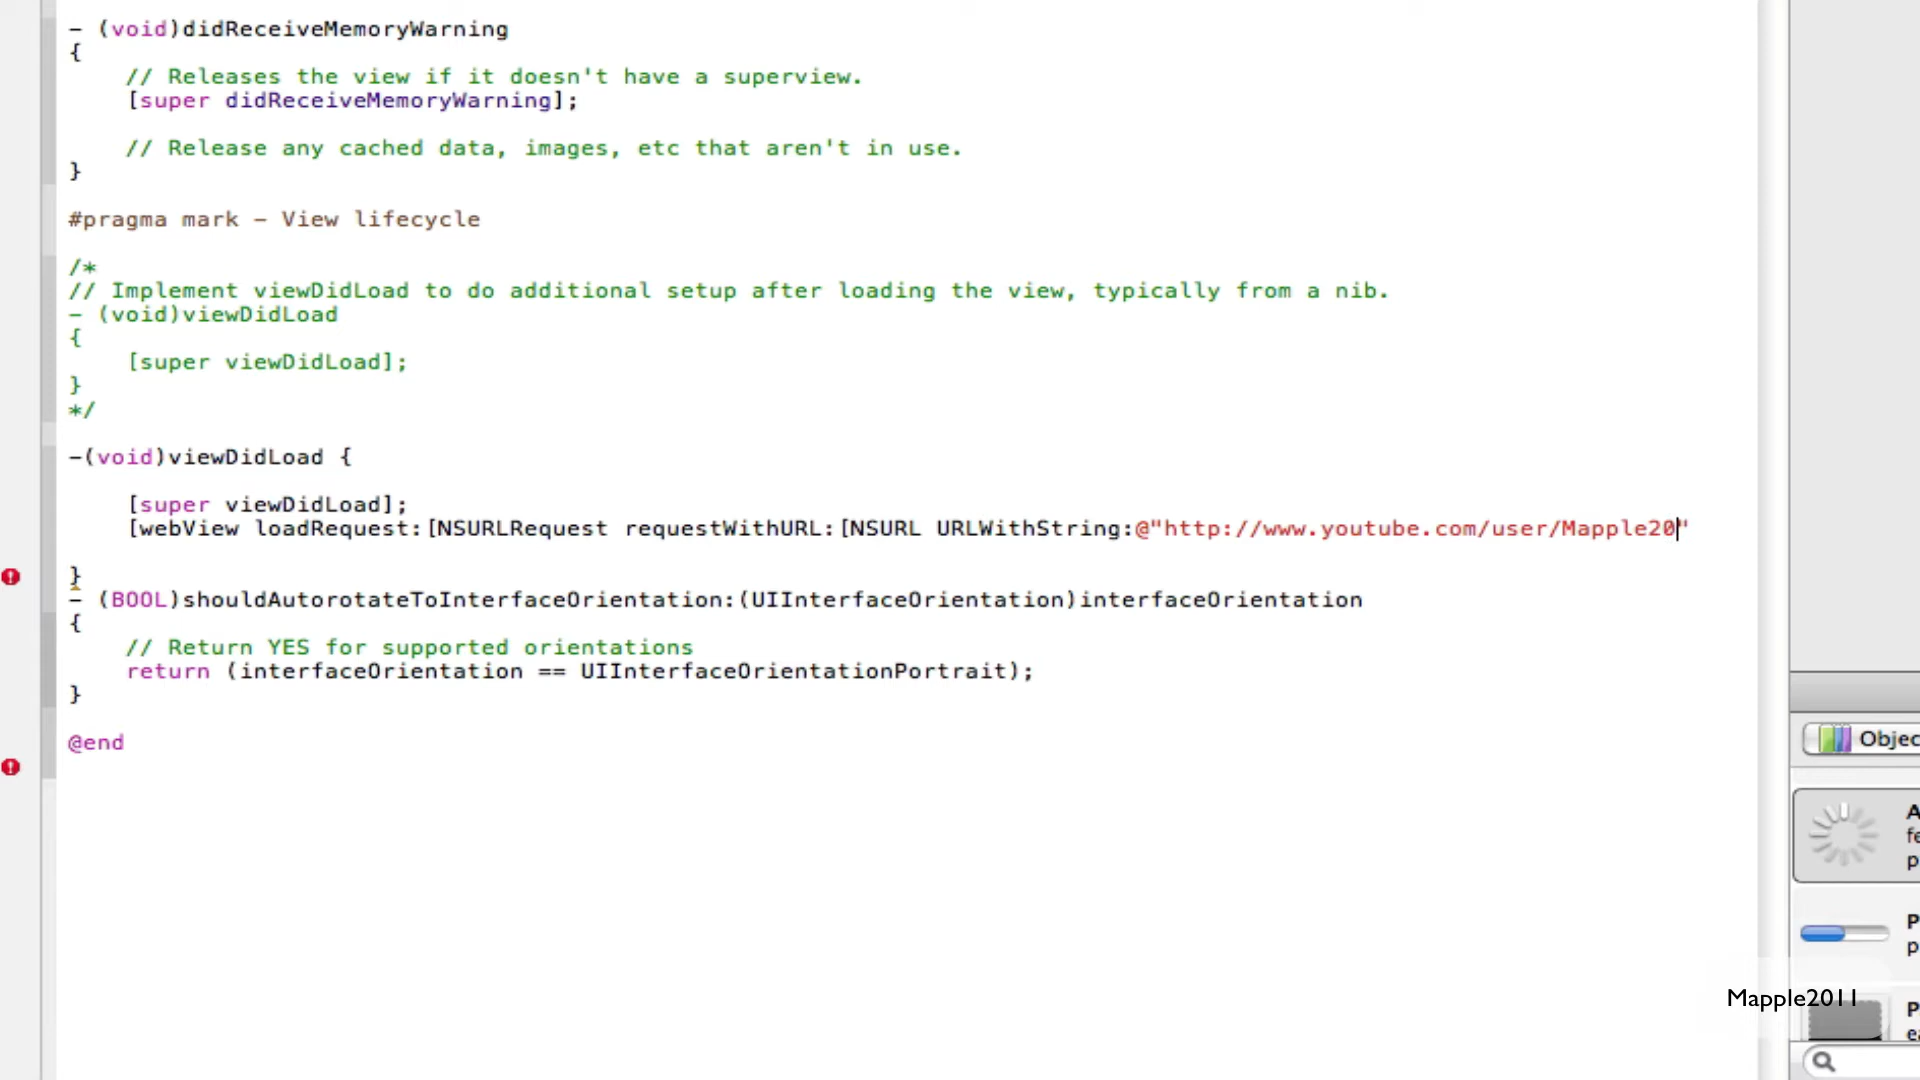 - (void)didReceiveMemoryWarning
{
    // Releases the view if it doesn't have a superview.
    [super didReceiveMemoryWarning];

    // Release any cached data, images, etc that aren't in use.
}

#pragma mark - View lifecycle

/*
// Implement viewDidLoad to do additional setup after loading the view, typically from a nib.
- (void)viewDidLoad
{
    [super viewDidLoad];
}
*/

-(void)viewDidLoad {

    [super viewDidLoad];
    [webView loadRequest:[NSURLRequest requestWithURL:[NSURL URLWithString:@"http://www.youtube.com/user/Mapple20"

}
- (BOOL)shouldAutorotateToInterfaceOrientation:(UIInterfaceOrientation)interfaceOrientation
{
    // Return YES for supported orientations
    return (interfaceOrientation == UIInterfaceOrientationPortrait);
}

@end
Objec
A
fe
p
P
p
Mapple2011
P
ea